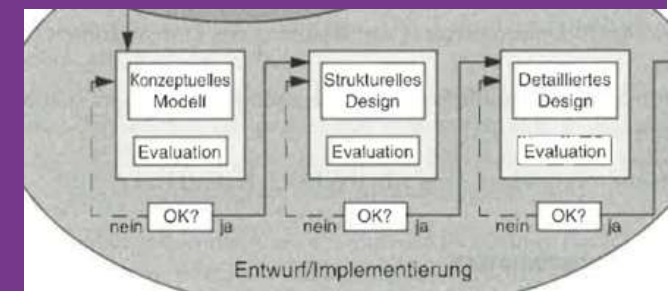 Konzeptuelles
Modell
Evaluation
nein
OK?
ja
Strukturelles
Design
Evaluation
nein
OK?
ja
Detailliertes
Design
Evaluation
nein
OK?
ja
Entwurf/Implementierung